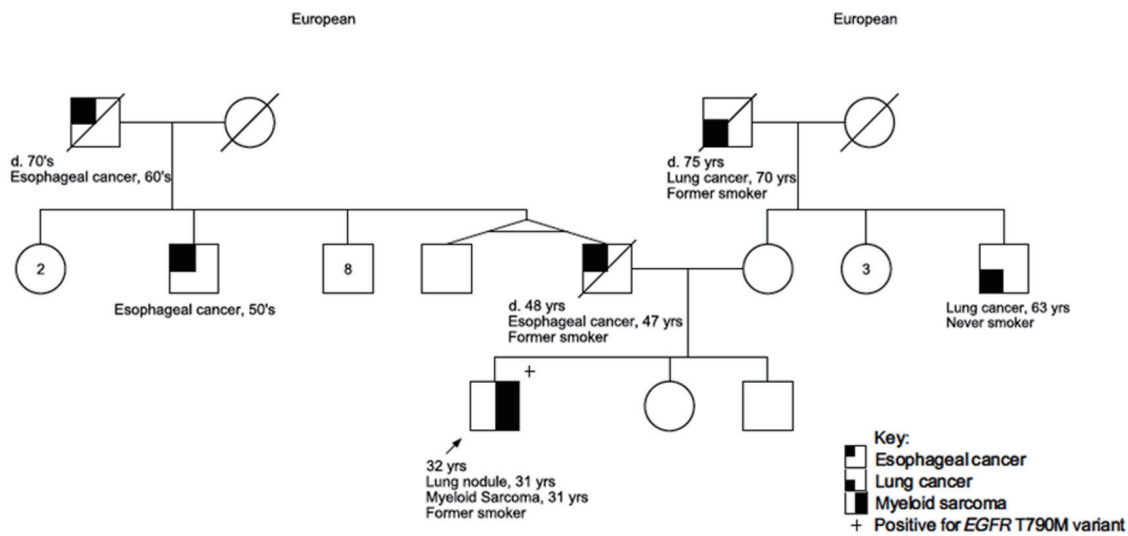 European
European
d. 70's
Esophageal cancer, 60's
d. 75 yrs
Lung cancer, 70 yrs
Former smoker
2
8
3
Esophageal cancer, 50's
d. 48 yrs
Esophageal cancer, 47 yrs
Former smoker
Lung cancer, 63 yrs
Never smoker
+
32 yrs
Lung nodule, 31 yrs
Myeloid Sarcoma, 31 yrs
Former smoker
Key:
Esophageal cancer
Lung cancer
Myeloid sarcoma
+ Positive for EGFR T790M variant